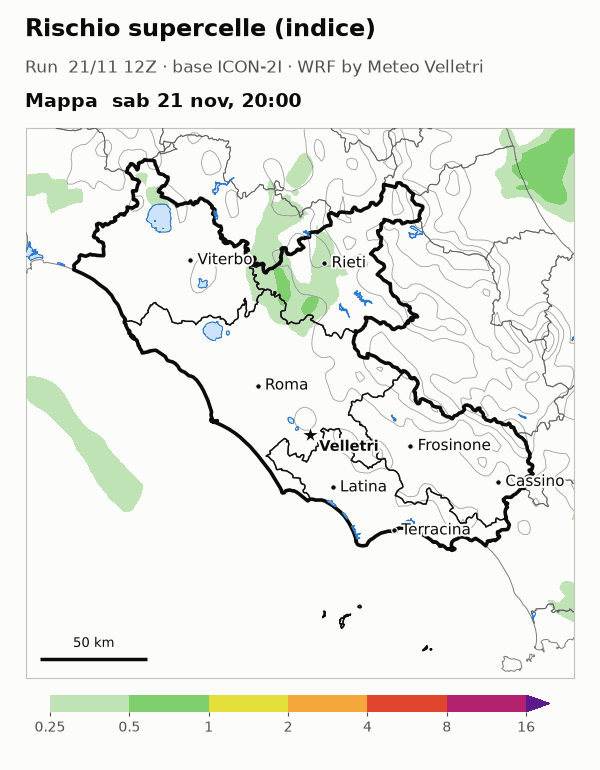 Rischio supercelle (indice)
Run  21/11 12Z · base ICON-2I · WRF by Meteo Velletri
Mappa  sab 21 nov, 20:00
Viterbo
Rieti
Roma
Velletri
Frosinone
Cassino
Latina
Terracina
50 km
0.25 0.5 1 2 4 8 16